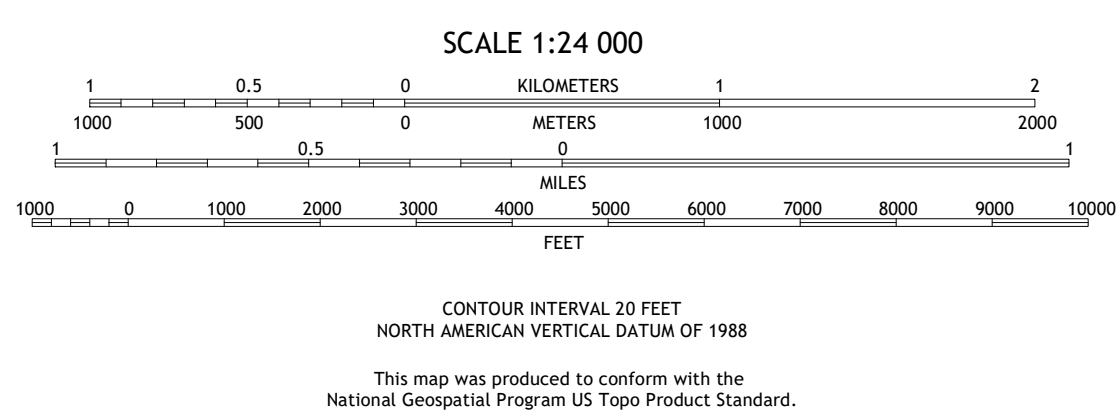 SCALE 1:24 000
1 0.5 0 KILOMETERS 1 2
1000 500 0 METERS 1000 2000
1 0.5 0 1
MILES
1000 0 1000 2000 3000 4000 5000 6000 7000 8000 9000 10000
FEET
CONTOUR INTERVAL 20 FEET
NORTH AMERICAN VERTICAL DATUM OF 1988
This map was produced to conform with the
National Geospatial Program US Topo Product Standard.